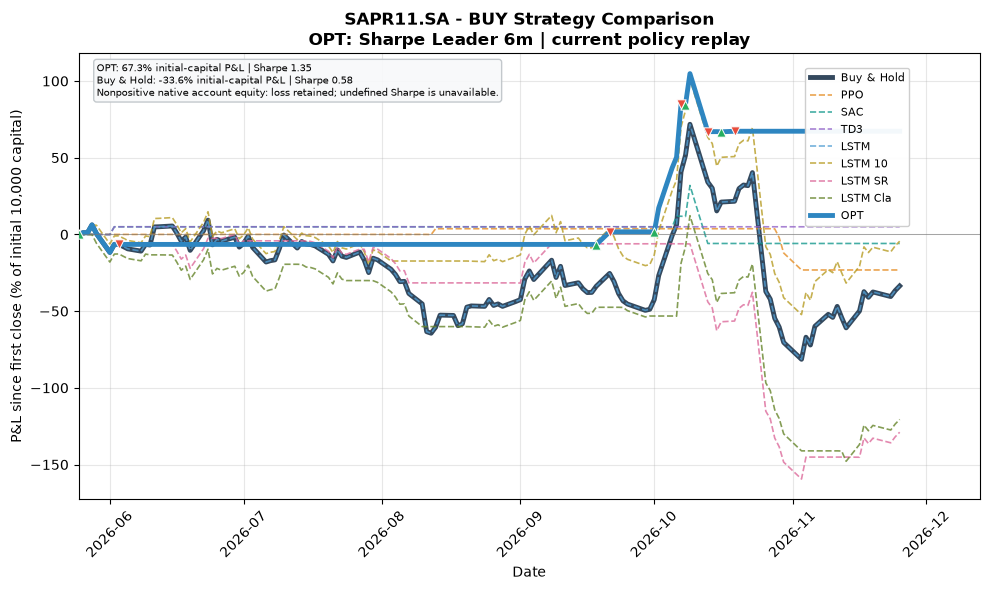 SAPR11.SA - BUY Strategy Comparison
OPT: Sharpe Leader 6m | current policy replay
OPT: 67.3% initial-capital P&L | Sharpe 1.35
Buy & Hold: -33.6% initial-capital P&L | Sharpe 0.58
Nonpositive native account equity: loss retained; undefined Sharpe is unavailable.
Buy & Hold
PPO
SAC
TD3
LSTM
LSTM 10
LSTM SR
LSTM Cla
OPT
P&L since first close (% of initial 10,000 capital)
100
50
0
−50
−100
−150
2026-06
2026-07
2026-08
2026-09
2026-10
2026-11
2026-12
Date